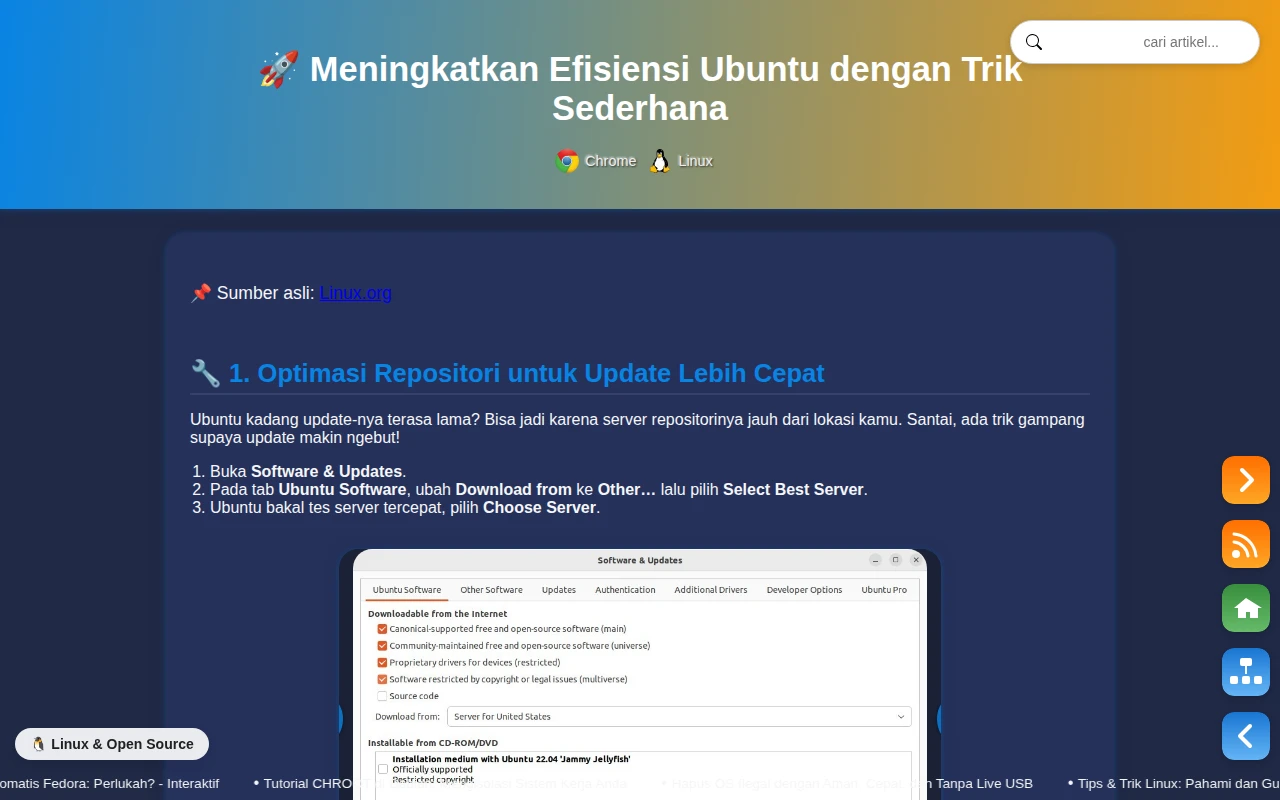 cari artikel...
🚀 Meningkatkan Efisiensi Ubuntu dengan Trik
Sederhana
Chrome Linux
📌 Sumber asli: Linux.org
🔧 1. Optimasi Repositori untuk Update Lebih Cepat
Ubuntu kadang update-nya terasa lama? Bisa jadi karena server repositorinya jauh dari lokasi kamu. Santai, ada trik gampang
supaya update makin ngebut!
1. Buka Software & Updates.
2. Pada tab Ubuntu Software, ubah Download from ke Other… lalu pilih Select Best Server.
3. Ubuntu bakal tes server tercepat, pilih Choose Server.
Software & Updates
Ubuntu Software Other Software Updates Authentication Additional Drivers Developer Options Ubuntu Pro
Downloadable from the Internet
Canonical-supported free and open-source software (main)
Community-maintained free and open-source software (universe)
Proprietary drivers for devices (restricted)
Software restricted by copyright or legal issues (multiverse)
Source code
Download from: Server for United States
Installable from CD-ROM/DVD
Installation medium with Ubuntu 22.04 'Jammy Jellyfish'
Officially supported
Restricted copyright
🐧 Linux & Open Source
omatis Fedora: Perlukah? - Interaktif • Tutorial CHRO Tanpa Live USB • Tips & Trik Linux: Pahami dan Gu